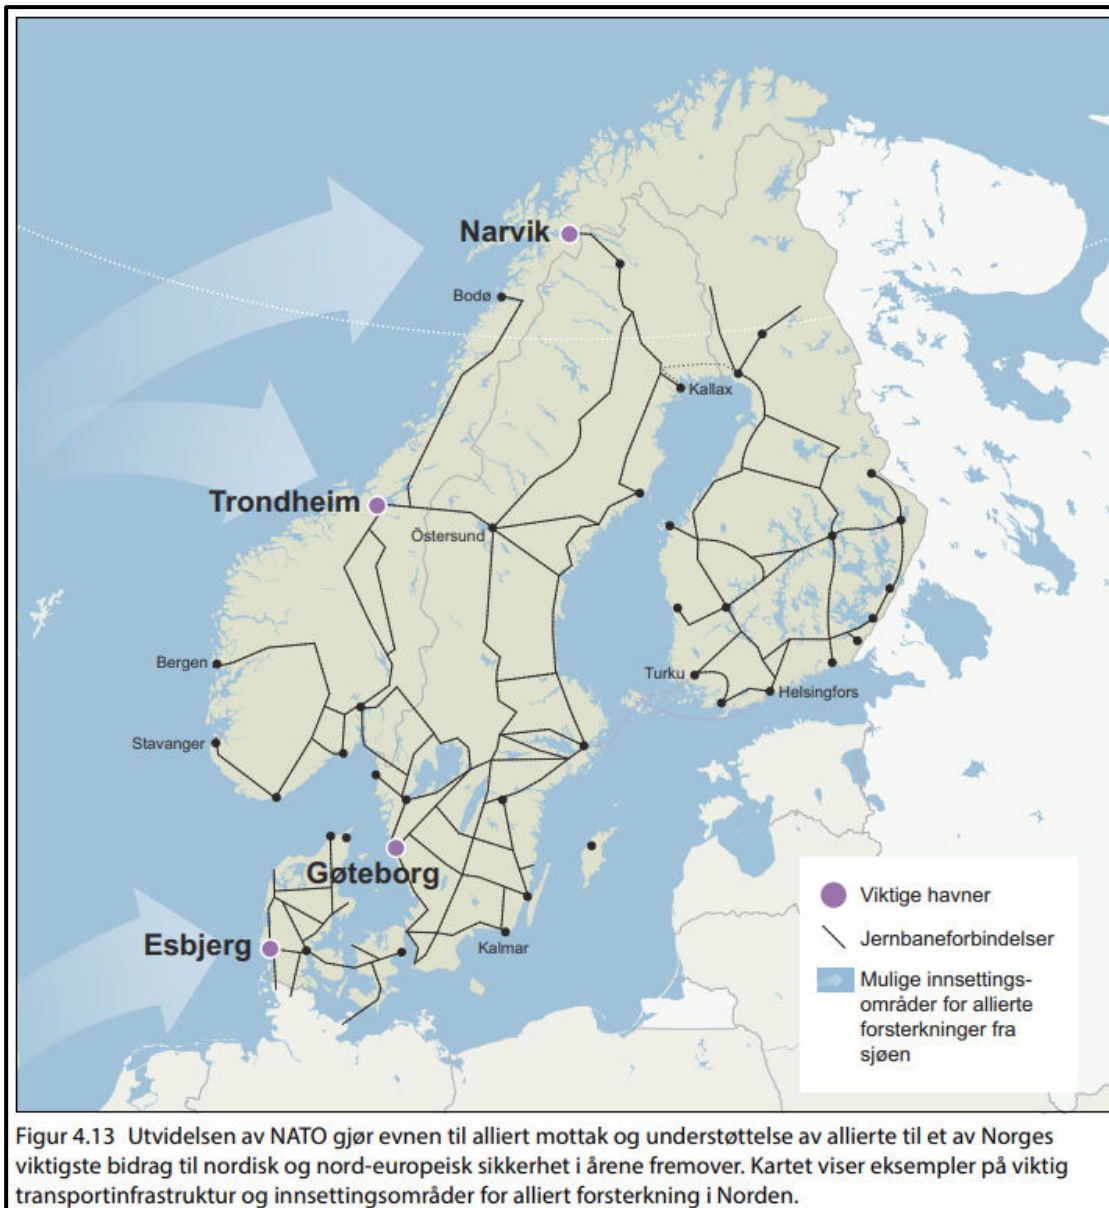 Narvik
Bodø
Kallax
Trondheim
Östersund
Bergen
Turku
Helsingfors
Stavanger
Gøteborg
Esbjerg
Kalmar
Viktige havner
Jernbaneforbindelser
Mulige innsettings-
områder for allierte
forsterkninger fra
sjøen
Figur 4.13 Utvidelsen av NATO gjør evnen til alliert mottak og understøttelse av allierte til et av Norges
viktigste bidrag til nordisk og nord-europeisk sikkerhet i årene fremover. Kartet viser eksempler på viktig
transportinfrastruktur og innsettingsområder for alliert forsterkning i Norden.